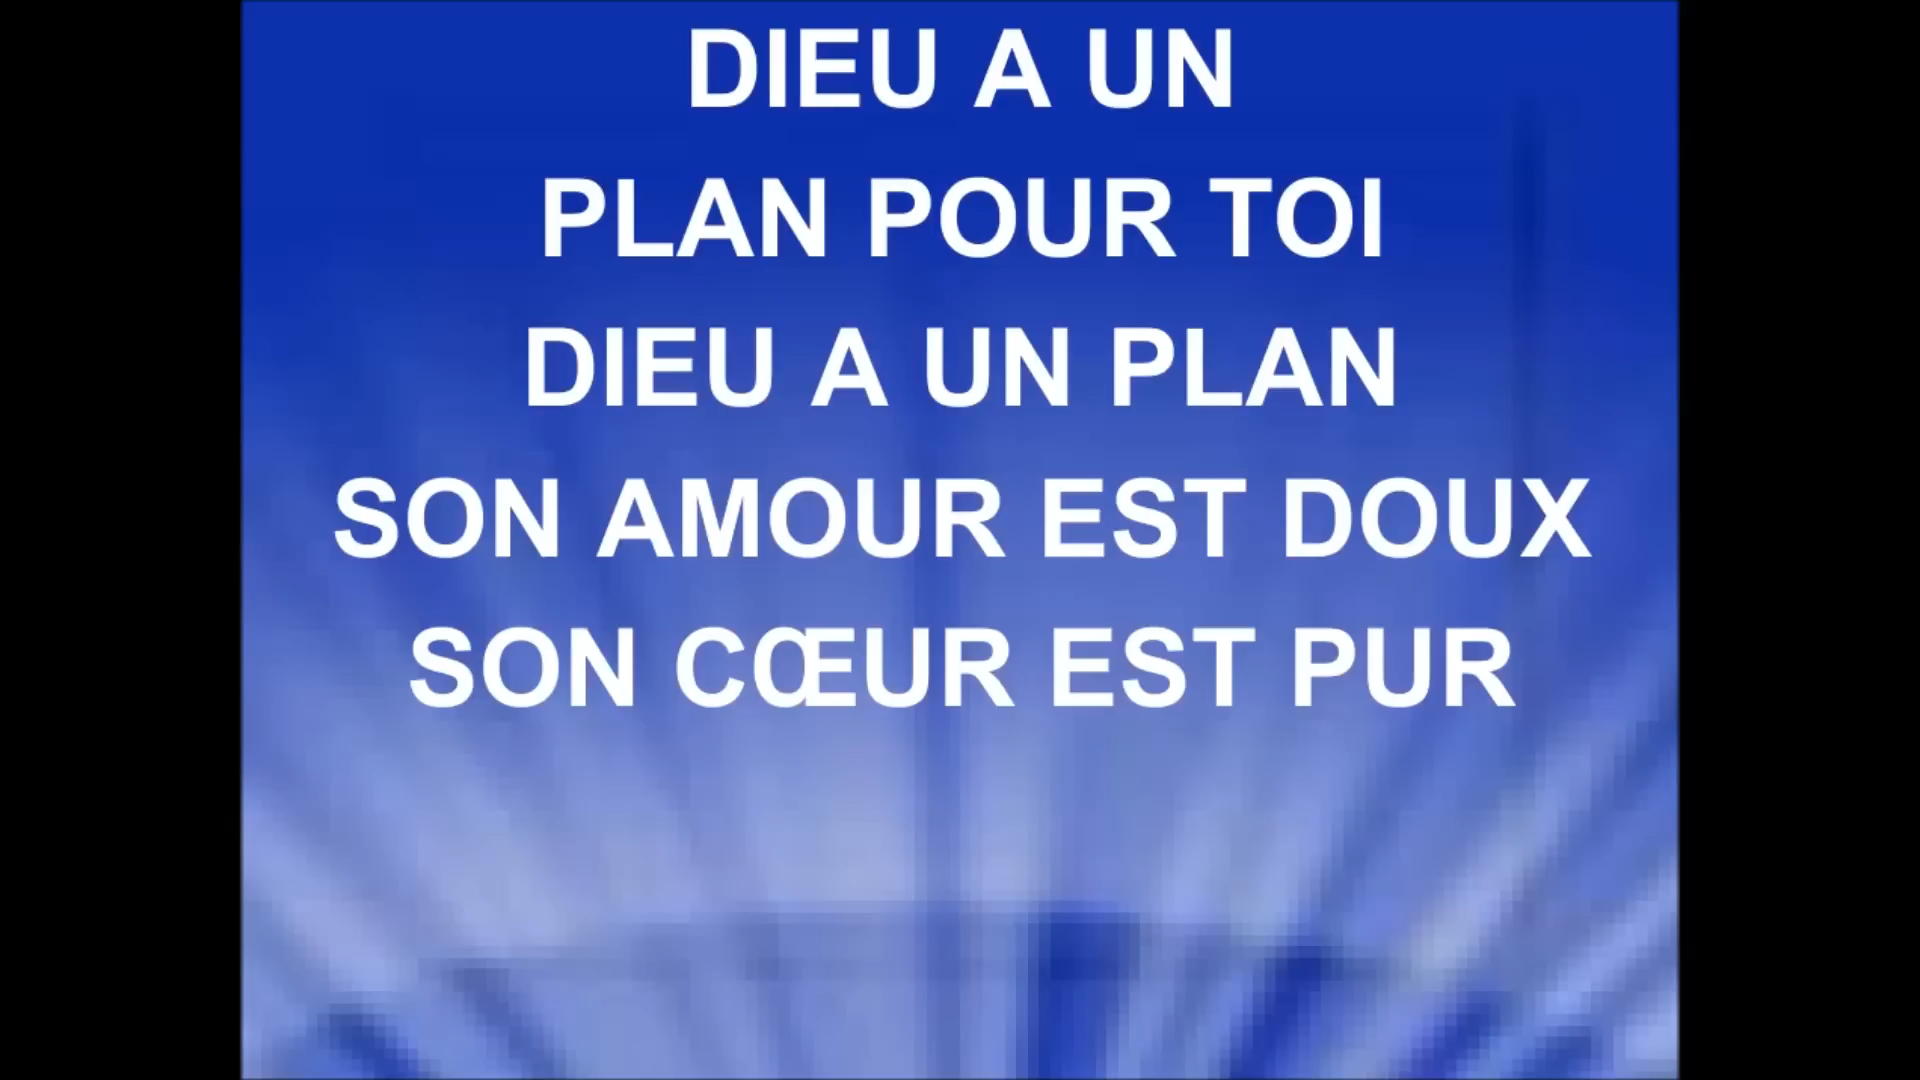 DIEU A UN
PLAN POUR TOI
DIEU A UN PLAN
SON AMOUR EST DOUX
SON CŒUR EST PUR